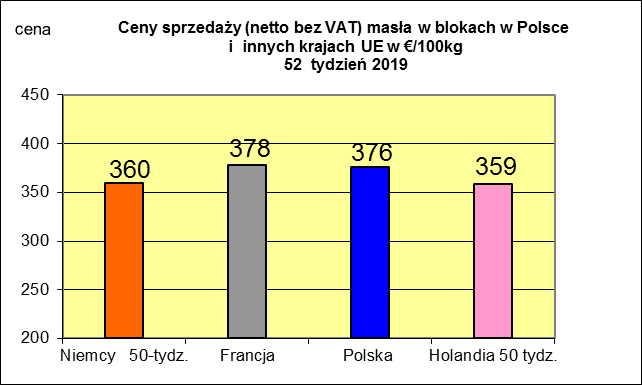 cena
Ceny sprzedaży (netto bez VAT) masła w blokach w Polsce
i innych krajach UE w €/100kg
52 tydzień 2019
450
400
350
300
250
200
360
378
376
359
Niemcy 50-tydz.
Francja
Polska
Holandia 50 tydz.